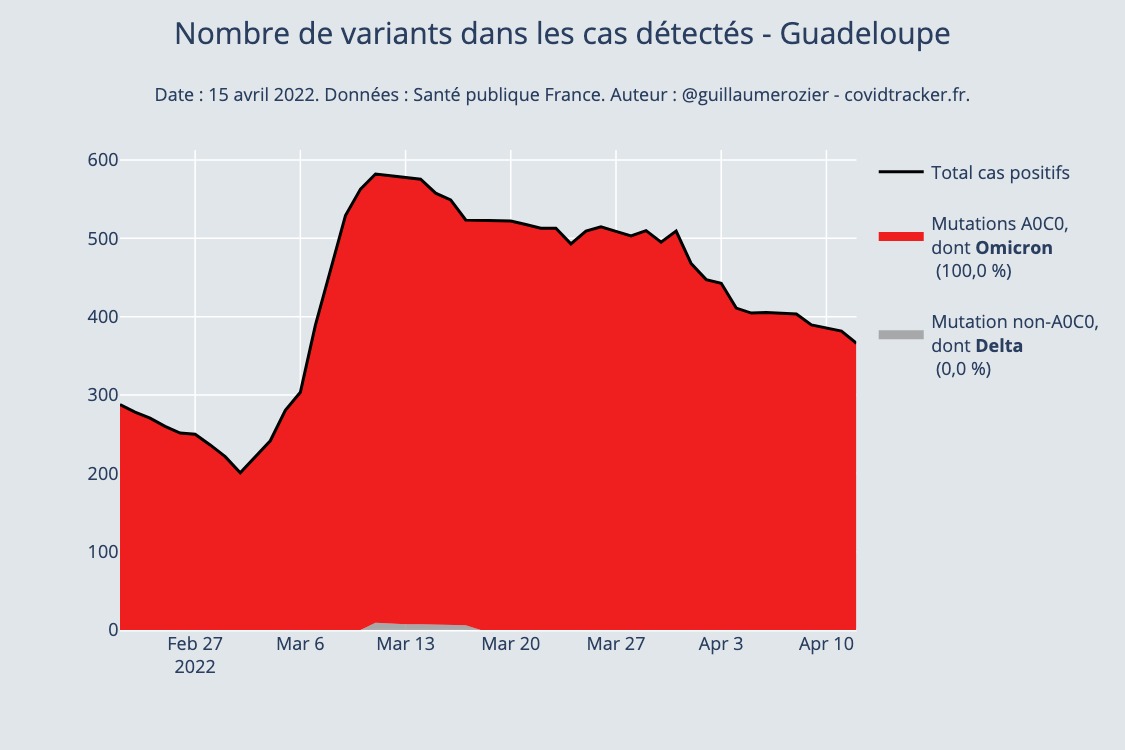 Nombre de variants dans les cas détectés - Guadeloupe
Date : 15 avril 2022. Données : Santé publique France. Auteur : @guillaumerozier - covidtracker.fr.
600
500
400
300
200
100
0
Feb 27
2022
Mar 6
Mar 13
Mar 20
Mar 27
Apr 3
Apr 10
Total cas positifs
Mutations A0C0,
dont Omicron
(100,0 %)
Mutation non-A0C0,
dont Delta
(0,0 %)